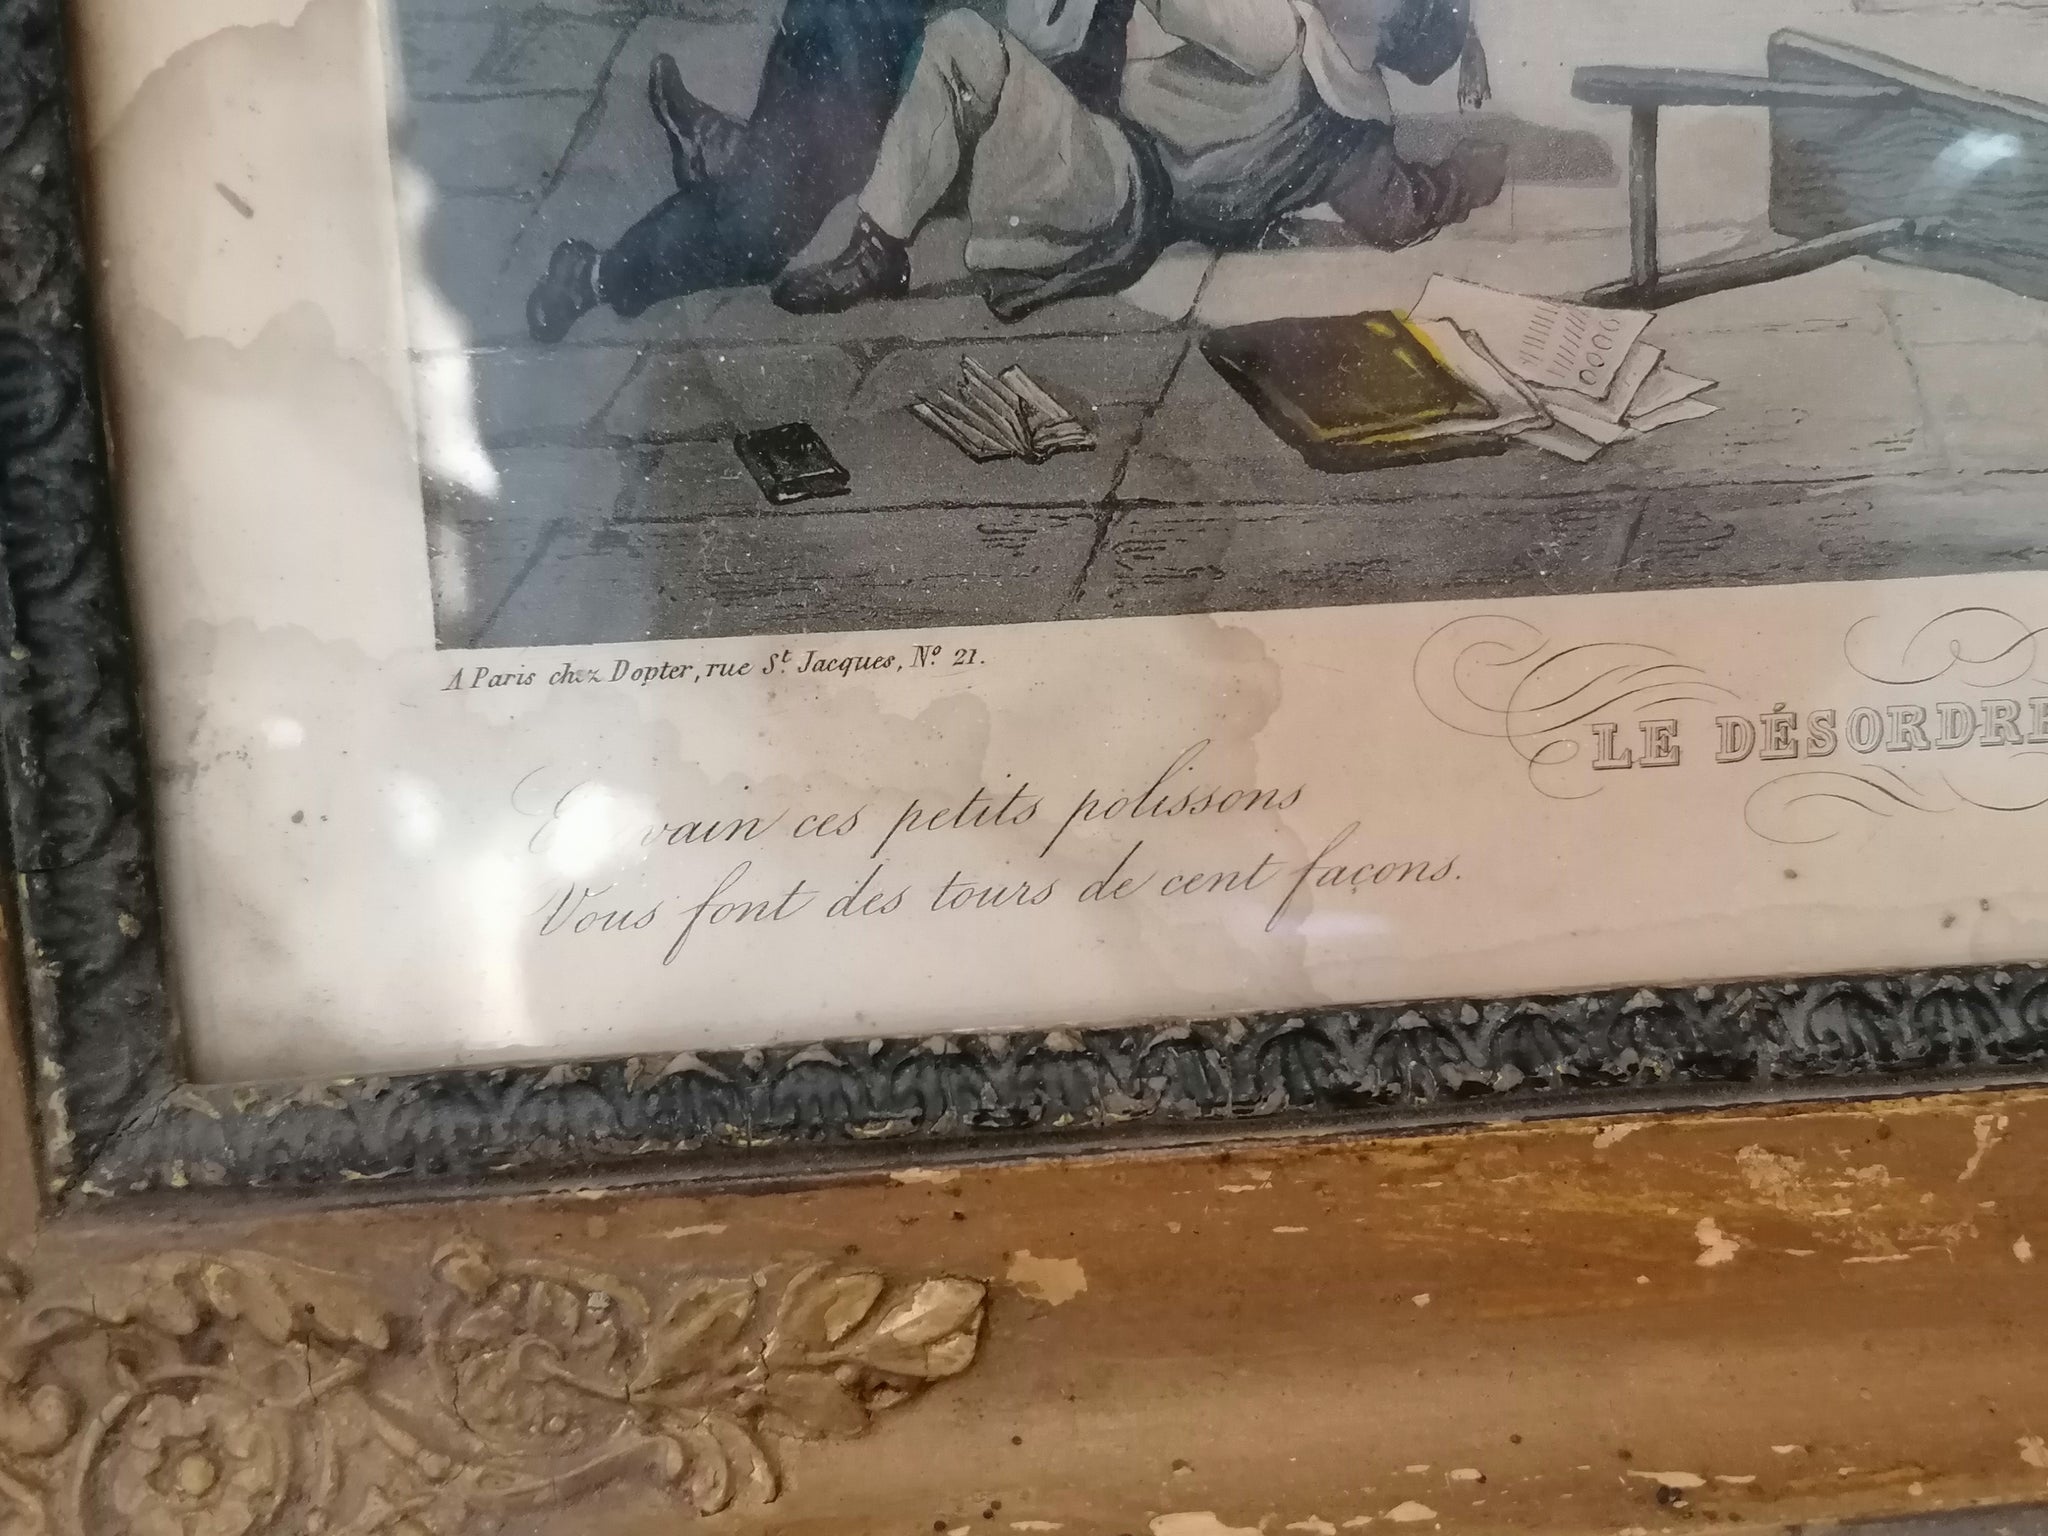 A Paris chez Dopter, rue St Jacques, No 21.
LE DÉSORDRE
En vain ces petits polissons
Vous font des tours de cent façons.